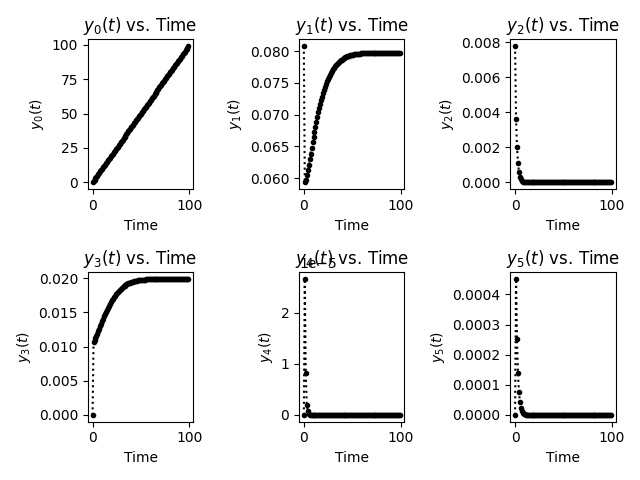 y₀(t) vs. Time
y₁(t) vs. Time
y₂(t) vs. Time
100
75
50
25
0
y₀(t)
0 100
Time
0.080
0.075
0.070
0.065
0.060
y₁(t)
0 100
Time
0.008
0.006
0.004
0.002
0.000
y₂(t)
0 100
Time
y₃(t) vs. Time
y₄(t) vs. Time
y₅(t) vs. Time
0.020
0.015
0.010
0.005
0.000
y₃(t)
0 100
Time
1e−5
2
1
0
y₄(t)
0 100
Time
0.0004
0.0003
0.0002
0.0001
0.0000
y₅(t)
0 100
Time